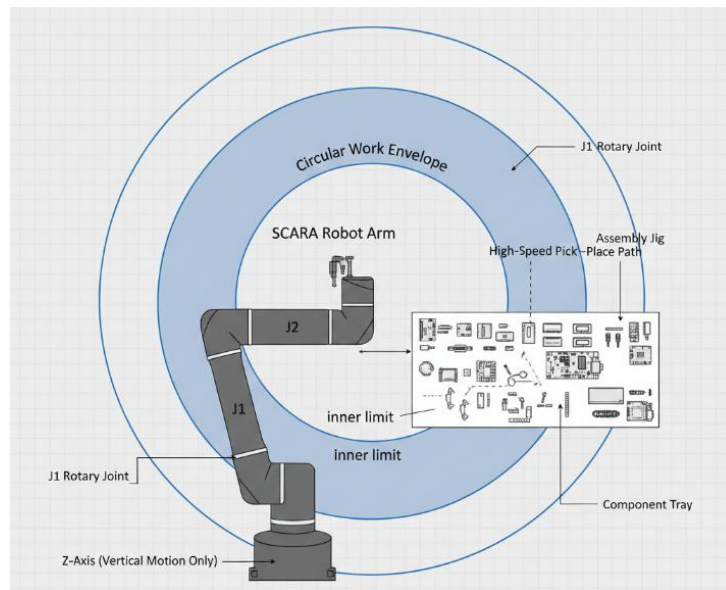 Circular Work Envelope
J1 Rotary Joint
SCARA Robot Arm
Assembly Jig
High-Speed Pick–Place Path
J2
J1
inner limit
inner limit
J1 Rotary Joint
Component Tray
Z-Axis (Vertical Motion Only)